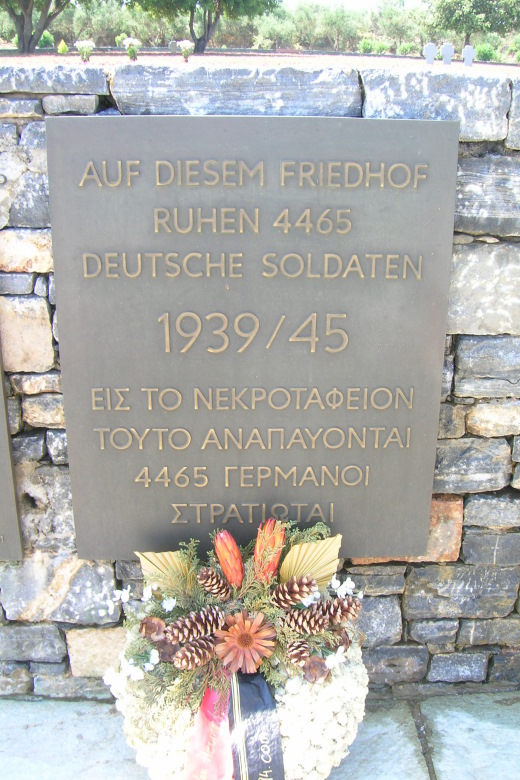 AUF DIESEM FRIEDHOF
RUHEN 4465
DEUTSCHE SOLDATEN
1939/45
ΕΙΣ ΤΟ ΝΕΚΡΟΤΑΦΕΙΟΝ
ΤΟΥΤΟ ΑΝΑΠΑΥΟΝΤΑΙ
4465 ΓΕΡΜΑΝΟΙ
ΣΤΡΑΤΙΩΤΑΙ